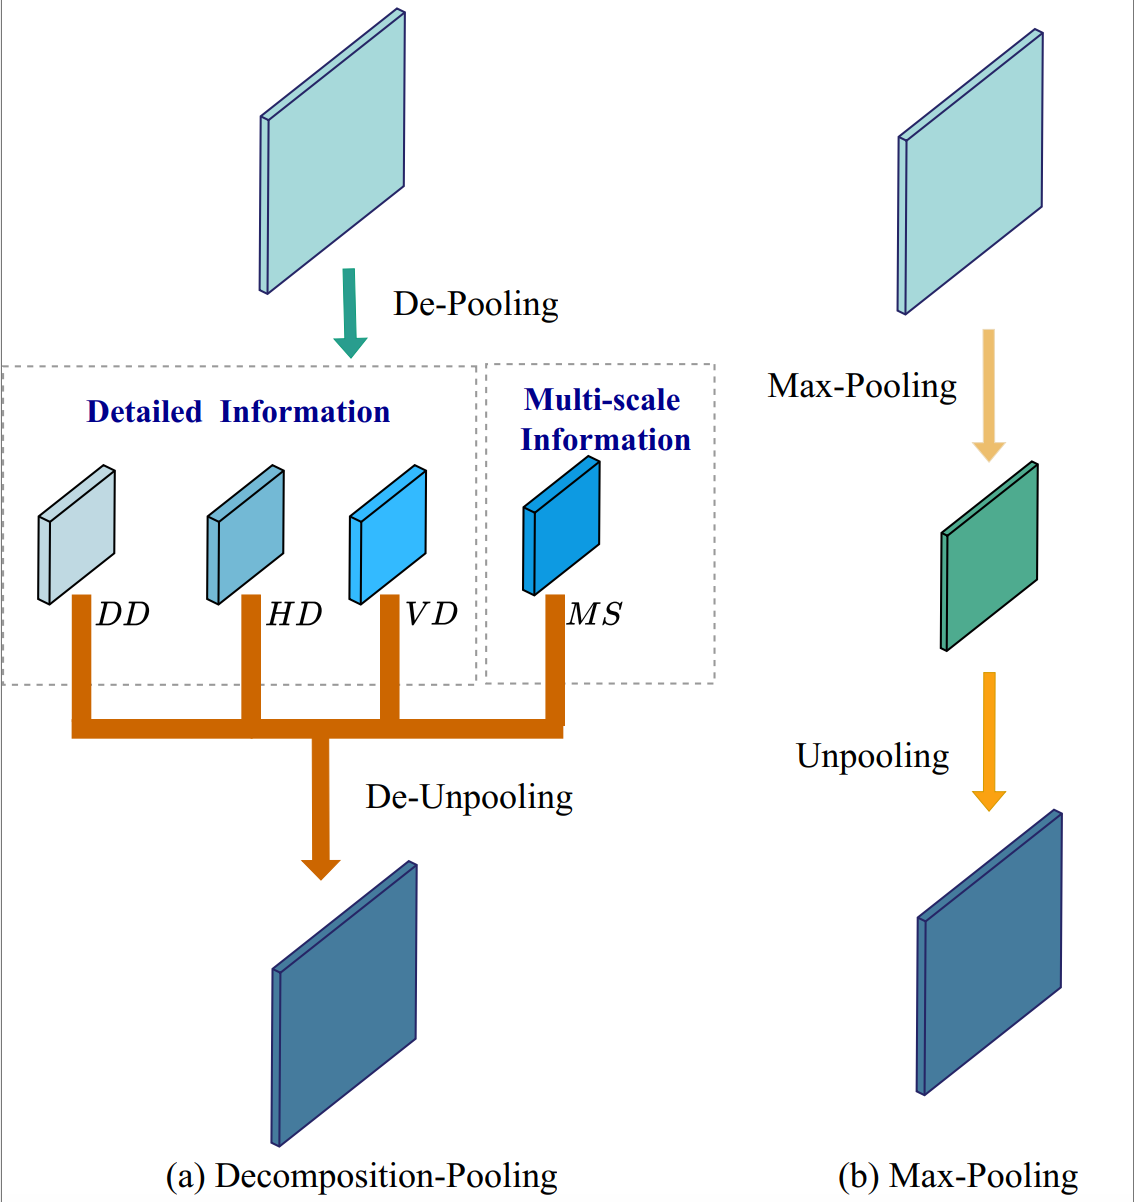 De-Pooling
Detailed Information
Multi-scale
Information
DD
HD
VD
MS
De-Unpooling
(a) Decomposition-Pooling
Max-Pooling
Unpooling
(b) Max-Pooling